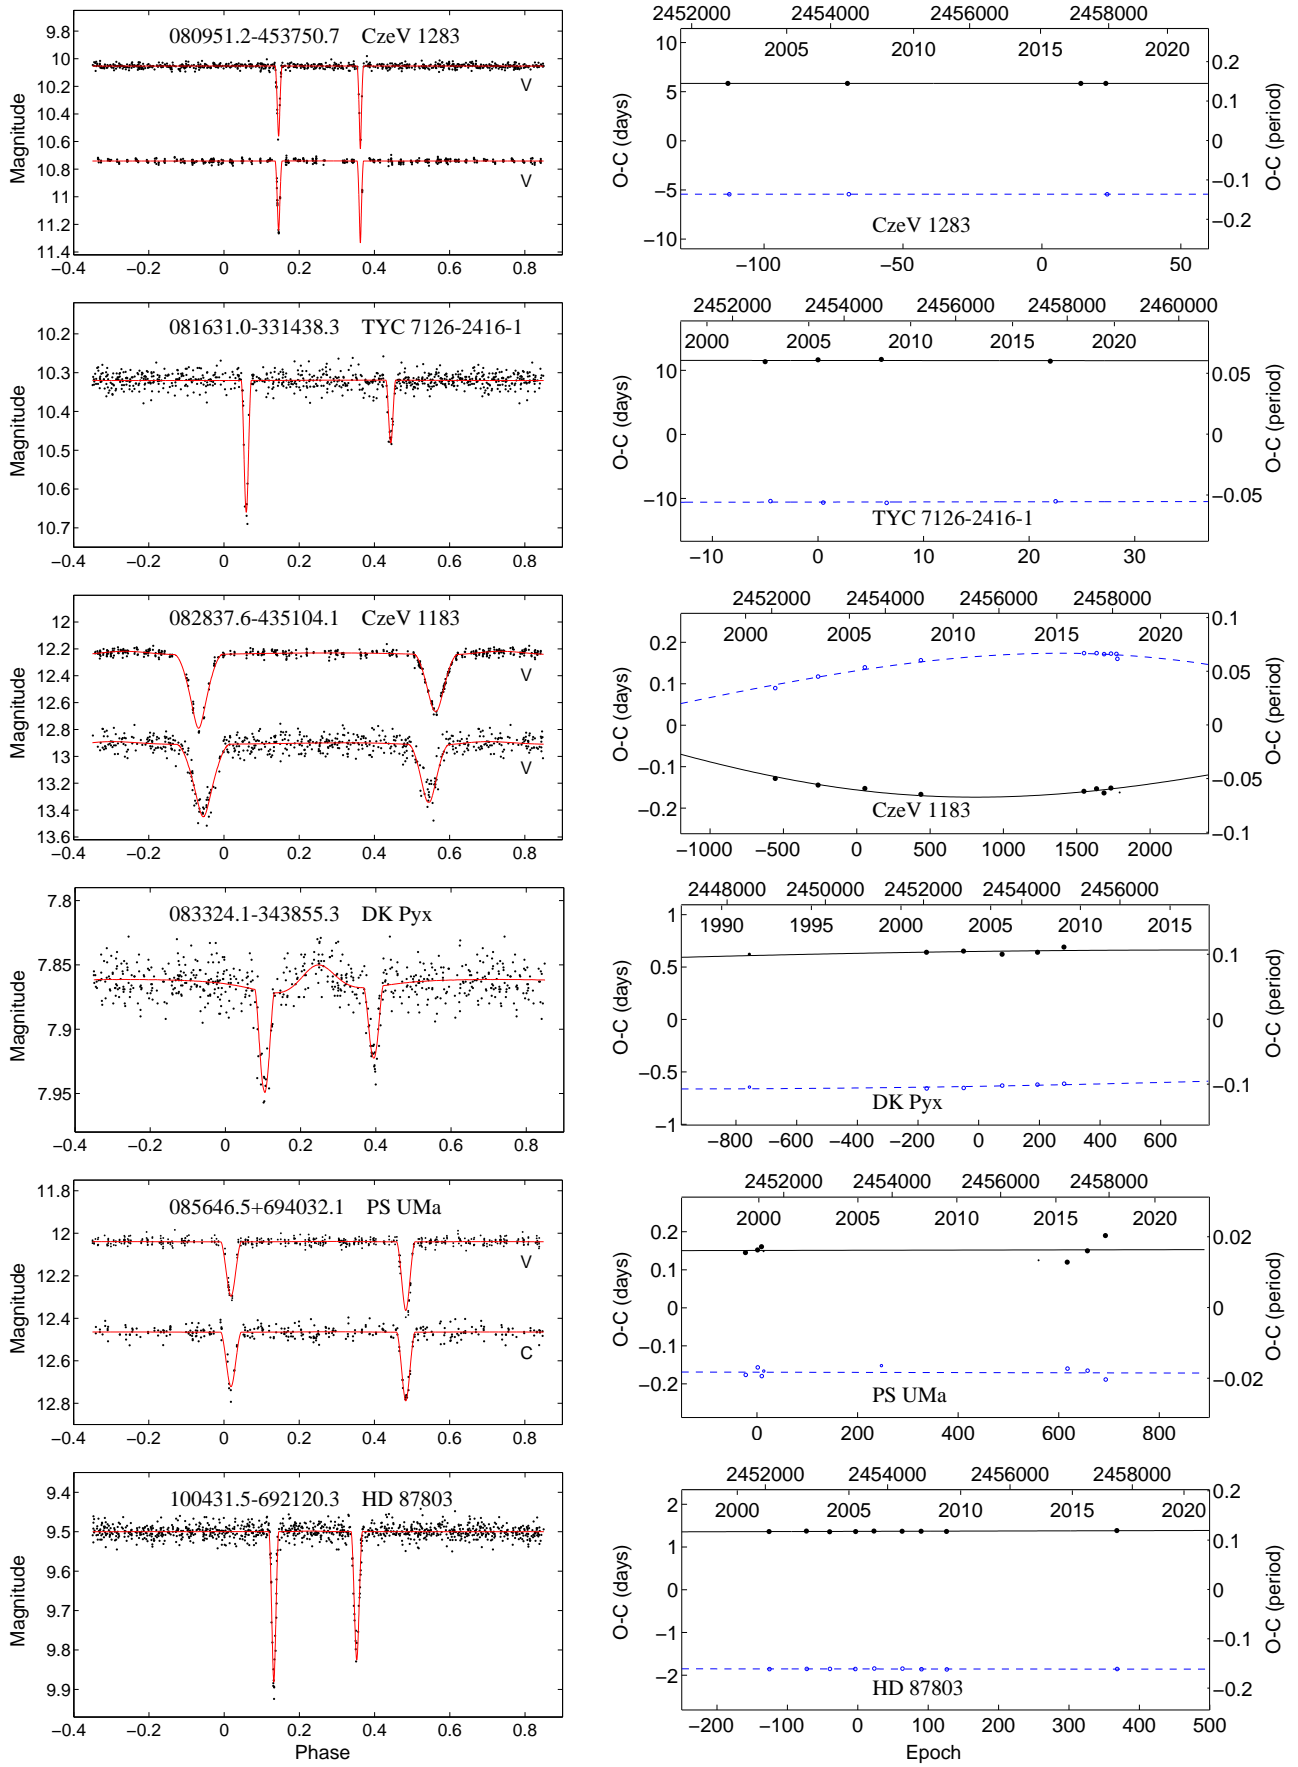 080951.2-453750.7 CzeV 1283
Magnitude
9.8
10
10.2
10.4
10.6
10.8
11
11.2
11.4
V
V
−0.4 −0.2 0 0.2 0.4 0.6 0.8
2452000 2454000 2456000 2458000
2005 2010 2015 2020
O-C (days)
10
5
0
−5
−10
O-C (period)
0.2
0.1
0
−0.1
−0.2
CzeV 1283
−100 −50 0 50
081631.0-331438.3 TYC 7126-2416-1
Magnitude
10.2
10.3
10.4
10.5
10.6
10.7
−0.4 −0.2 0 0.2 0.4 0.6 0.8
2452000 2454000 2456000 2458000 2460000
2000 2005 2010 2015 2020
O-C (days)
10
0
−10
O-C (period)
0.05
0
−0.05
TYC 7126-2416-1
−10 0 10 20 30
082837.6-435104.1 CzeV 1183
Magnitude
12
12.2
12.4
12.6
12.8
13
13.2
13.4
13.6
V
V
−0.4 −0.2 0 0.2 0.4 0.6 0.8
2452000 2454000 2456000 2458000
2000 2005 2010 2015 2020
O-C (days)
0.2
0.1
0
−0.1
−0.2
O-C (period)
0.1
0.05
0
−0.05
−0.1
CzeV 1183
−1000 −500 0 500 1000 1500 2000
083324.1-343855.3 DK Pyx
Magnitude
7.8
7.85
7.9
7.95
−0.4 −0.2 0 0.2 0.4 0.6 0.8
2448000 2450000 2452000 2454000 2456000
1990 1995 2000 2005 2010 2015
O-C (days)
1
0.5
0
−0.5
−1
O-C (period)
0.1
0
−0.1
DK Pyx
−800 −600 −400 −200 0 200 400 600
085646.5+694032.1 PS UMa
Magnitude
11.8
12
12.2
12.4
12.6
12.8
V
C
−0.4 −0.2 0 0.2 0.4 0.6 0.8
2452000 2454000 2456000 2458000
2000 2005 2010 2015 2020
O-C (days)
0.2
0.1
0
−0.1
−0.2
O-C (period)
0.02
0
−0.02
PS UMa
0 200 400 600 800
100431.5-692120.3 HD 87803
Magnitude
9.4
9.5
9.6
9.7
9.8
9.9
−0.4 −0.2 0 0.2 0.4 0.6 0.8
Phase
2452000 2454000 2456000 2458000
2000 2005 2010 2015 2020
O-C (days)
2
1
0
−1
−2
O-C (period)
0.2
0.1
0
−0.1
−0.2
HD 87803
−200 −100 0 100 200 300 400 500
Epoch